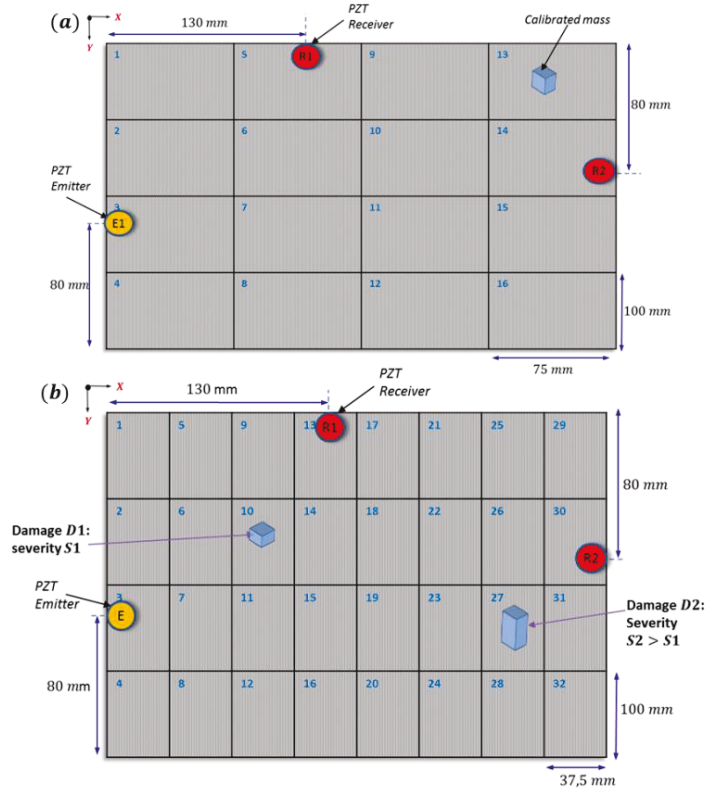 (a)
X
Y
130 mm
PZT
Receiver
Calibrated mass
1
5
R1
9
13
80 mm
2
6
10
14
R2
PZT
Emitter
3
E1
7
11
15
80 mm
4
8
12
16
100 mm
75 mm
(b)
X
Y
130 mm
PZT
Receiver
1
5
9
13
R1
17
21
25
29
80 mm
Damage D1:
severity S1
2
6
10
14
18
22
26
30
R2
PZT
Emitter
3
E
7
11
15
19
23
27
31
Damage D2:
Severity
S2 > S1
80 mm
4
8
12
16
20
24
28
32
100 mm
37,5 mm